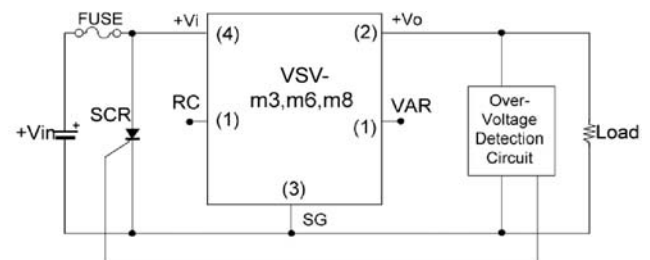 FUSE
+Vi
+Vo
(4)
(2)
VSV-
m3,m6,m8
RC
(1)
VAR
(1)
SCR
+Vin
+
Over-
Voltage
Detection
Circuit
Load
(3)
SG